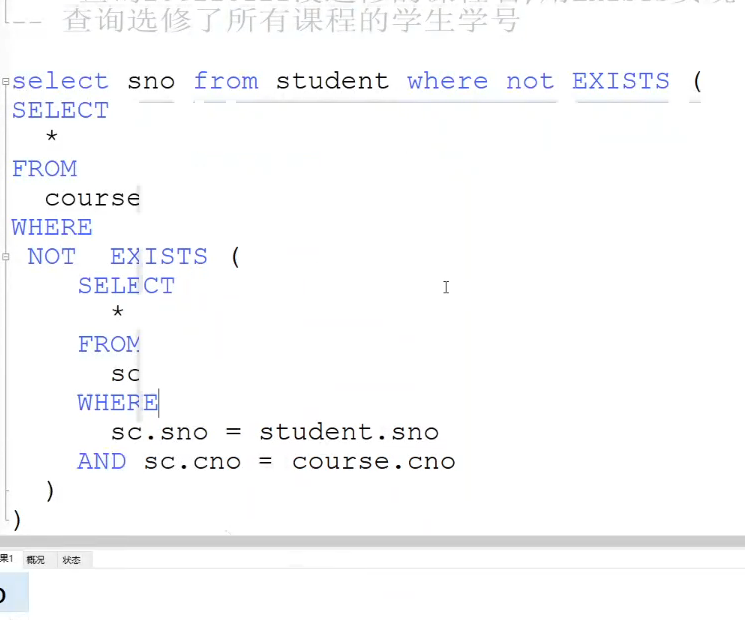 -- 查询选修了所有课程的学生学号
select sno from student where not EXISTS (
SELECT
*
FROM
course
WHERE
NOT EXISTS (
SELECT
*
FROM
sc
WHERE
sc.sno = student.sno
AND sc.cno = course.cno
)
)
果1 概况 状态